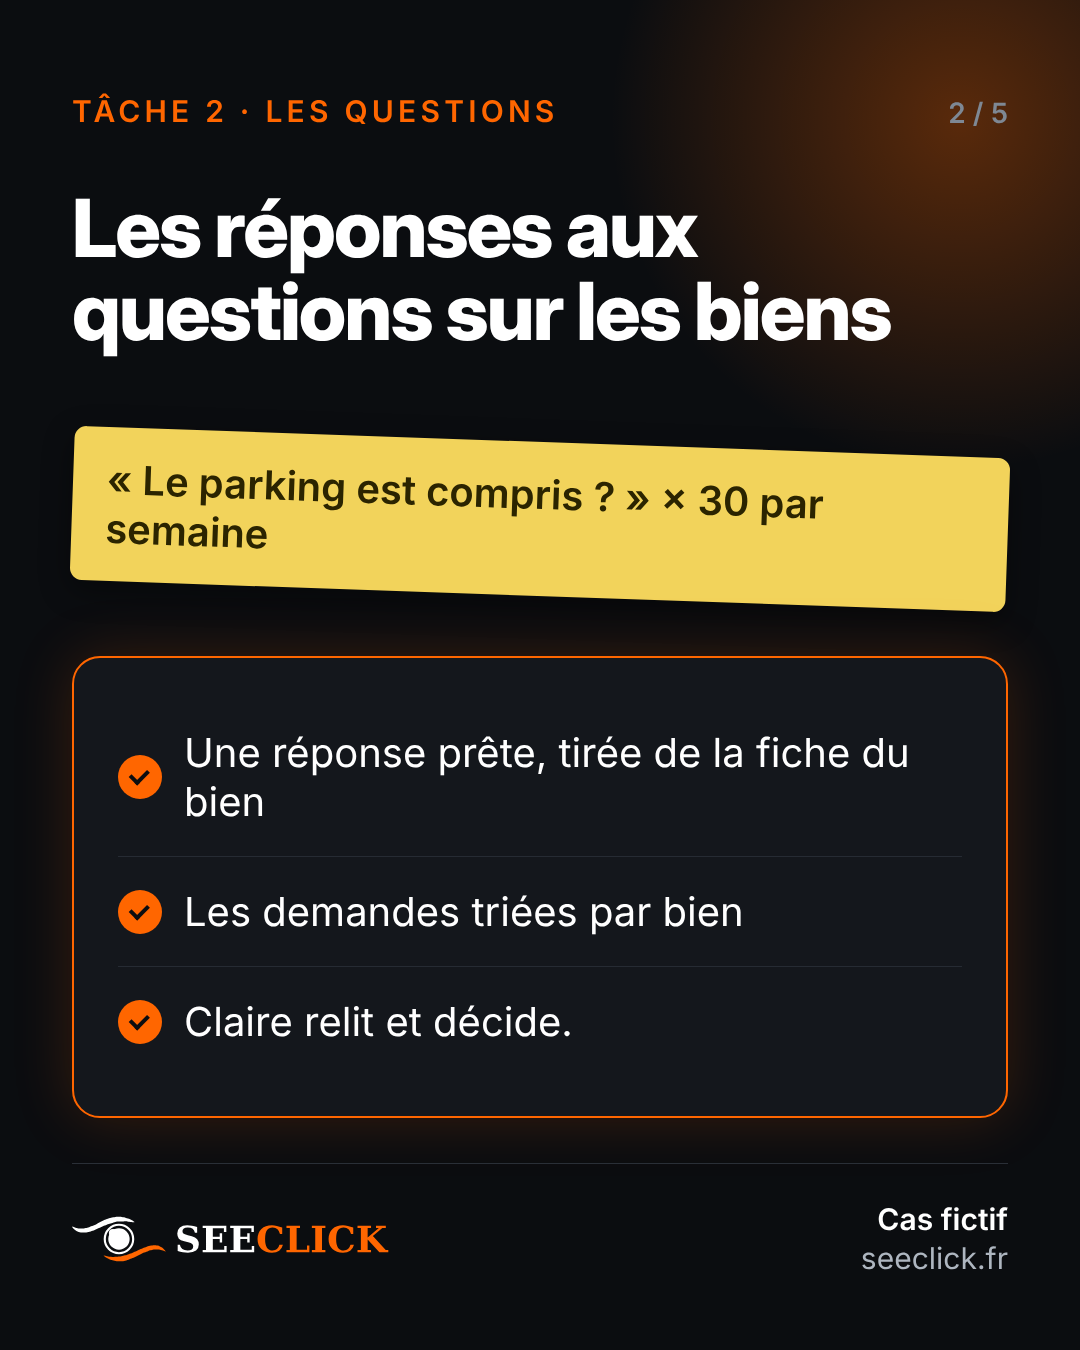 TÂCHE 2 · LES QUESTIONS
2 / 5
Les réponses aux
questions sur les biens
« Le parking est compris ? » × 30 par
semaine
Une réponse prête, tirée de la fiche du
bien
Les demandes triées par bien
Claire relit et décide.
SEECLICK
Cas fictif
seeclick.fr